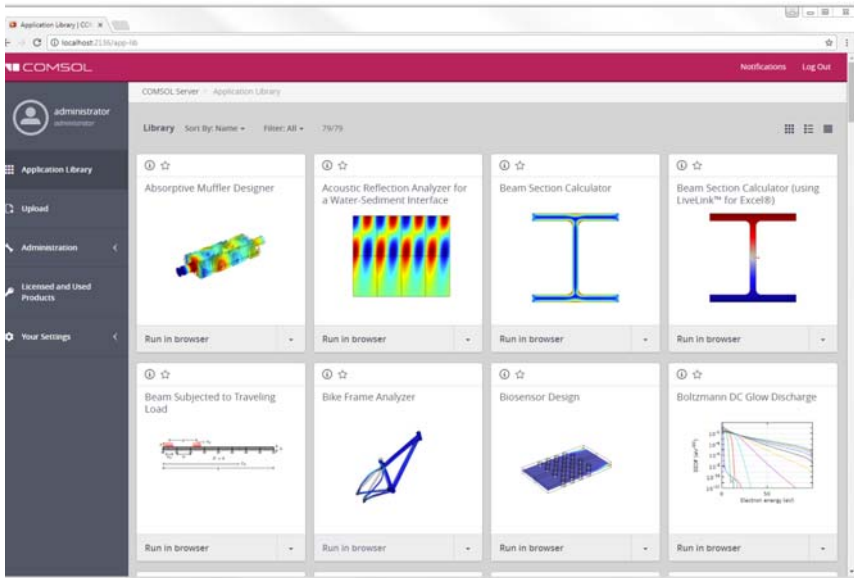 Application Library | COM
localhost:2036/app-lib
COMSOL
Notifications Log Out
administrator
administrator
COMSOL Server Application Library
Library Sort By: Name Filter: All 79/79
Application Library
Upload
Administration
Licensed and Used
Products
Your Settings
Absorptive Muffler Designer
Run in browser
Acoustic Reflection Analyzer for
a Water-Sediment Interface
Run in browser
Beam Section Calculator
Run in browser
Beam Section Calculator (using
LiveLink™ for Excel®)
Run in browser
Beam Subjected to Traveling
Load
Run in browser
Bike Frame Analyzer
Run in browser
Biosensor Design
Run in browser
Boltzmann DC Glow Discharge
0 50
Electron energy (eV)
Run in browser